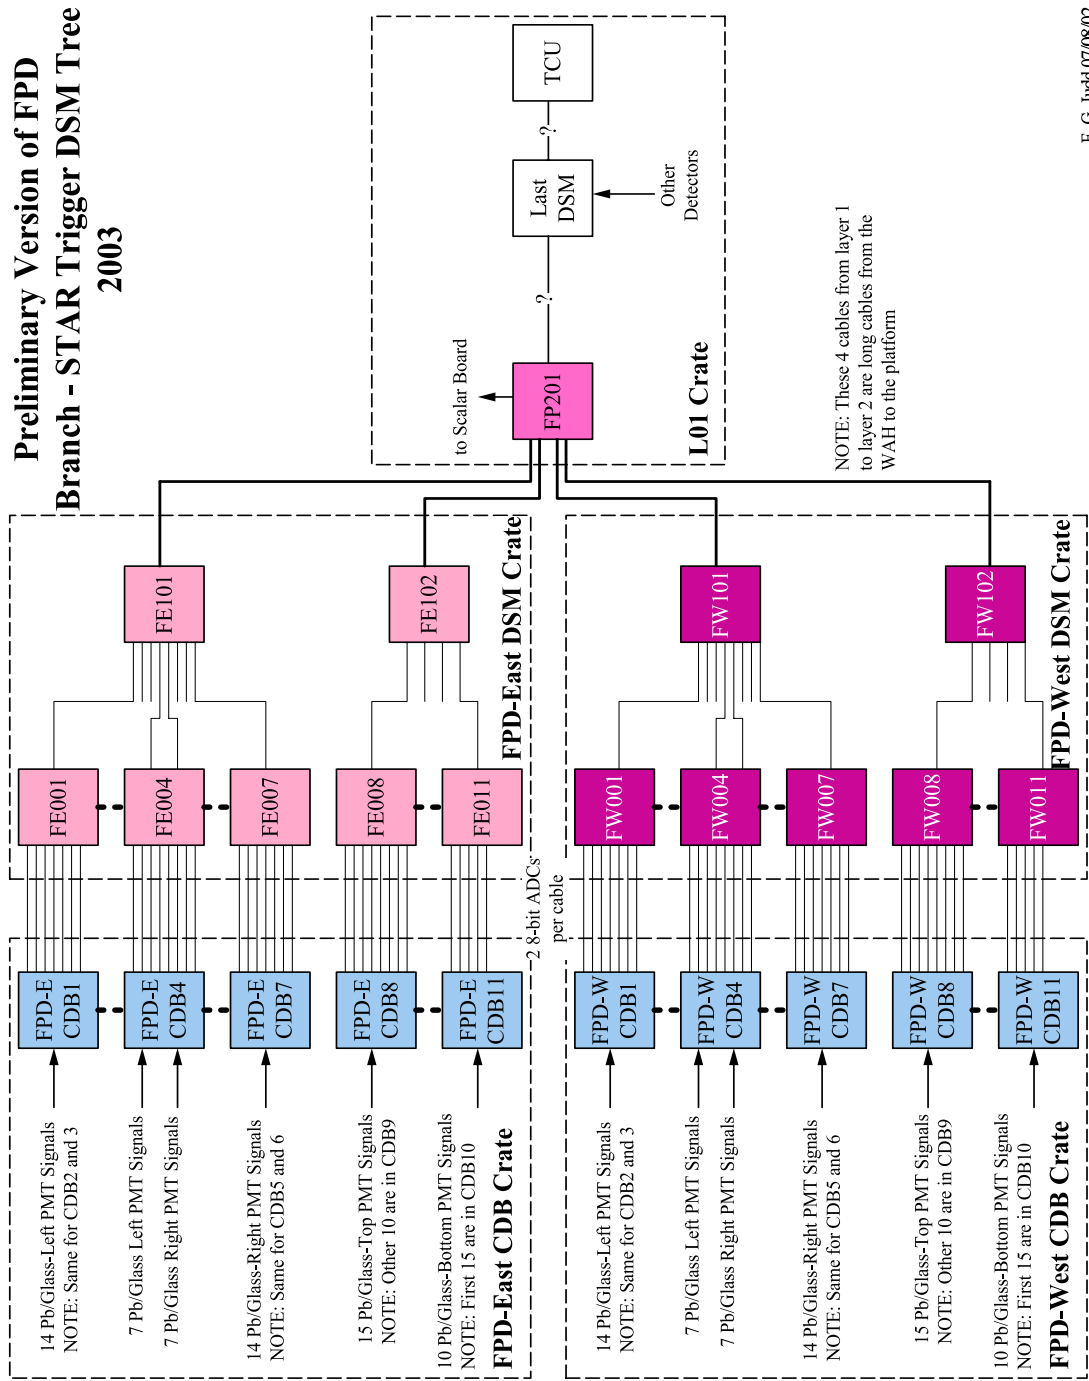 Preliminary Version of FPD
Branch - STAR Trigger DSM Tree
2003
14 Pb/Glass-Left PMT Signals
NOTE: Same for CDB2 and 3
7 Pb/Glass Left PMT Signals
7 Pb/Glass Right PMT Signals
14 Pb/Glass-Right PMT Signals
NOTE: Same for CDB5 and 6
15 Pb/Glass-Top PMT Signals
NOTE: Other 10 are in CDB9
10 Pb/Glass-Bottom PMT Signals
NOTE: First 15 are in CDB10
FPD-East CDB Crate
FPD-E
CDB1
FPD-E
CDB4
FPD-E
CDB7
FPD-E
CDB8
FPD-E
CDB11
FE001
FE004
FE007
FE008
FE011
FE101
FE102
FPD-East DSM Crate
2 8-bit ADCs
per cable
14 Pb/Glass-Left PMT Signals
NOTE: Same for CDB2 and 3
7 Pb/Glass Left PMT Signals
7 Pb/Glass Right PMT Signals
14 Pb/Glass-Right PMT Signals
NOTE: Same for CDB5 and 6
15 Pb/Glass-Top PMT Signals
NOTE: Other 10 are in CDB9
10 Pb/Glass-Bottom PMT Signals
NOTE: First 15 are in CDB10
FPD-West CDB Crate
FPD-W
CDB1
FPD-W
CDB4
FPD-W
CDB7
FPD-W
CDB8
FPD-W
CDB11
FW001
FW004
FW007
FW008
FW011
FW101
FW102
FPD-West DSM Crate
to Scalar Board
FP201
?
Last
DSM
?
TCU
Other
Detectors
L01 Crate
NOTE: These 4 cables from layer 1
to layer 2 are long cables from the
WAH to the platform
E. G. Judd 07/08/02